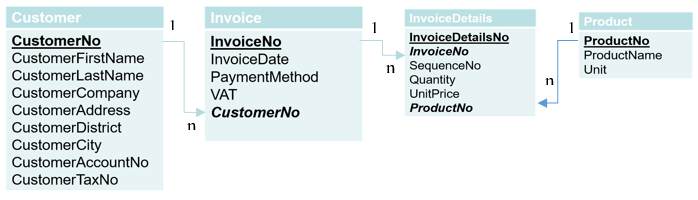 Customer
CustomerNo
CustomerFirstName
CustomerLastName
CustomerCompany
CustomerAddress
CustomerDistrict
CustomerCity
CustomerAccountNo
CustomerTaxNo
1
n
Invoice
InvoiceNo
InvoiceDate
PaymentMethod
VAT
CustomerNo
1
n
InvoiceDetails
InvoiceDetailsNo
InvoiceNo
SequenceNo
Quantity
UnitPrice
ProductNo
1
n
Product
ProductNo
ProductName
Unit